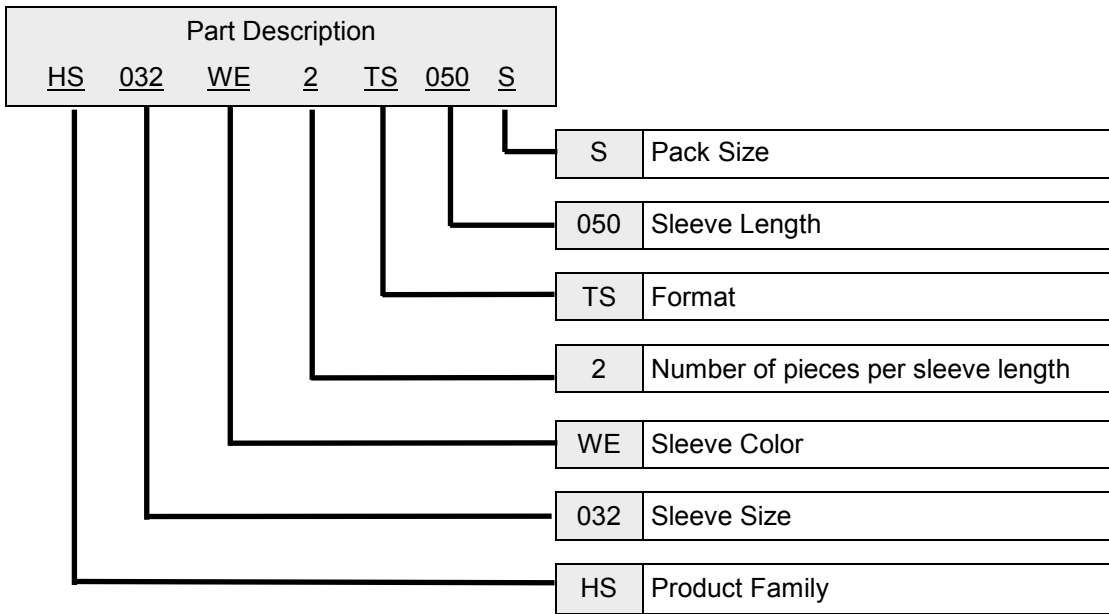 Part Description
HS 032 WE 2 TS 050 S
S Pack Size
050 Sleeve Length
TS Format
2 Number of pieces per sleeve length
WE Sleeve Color
032 Sleeve Size
HS Product Family